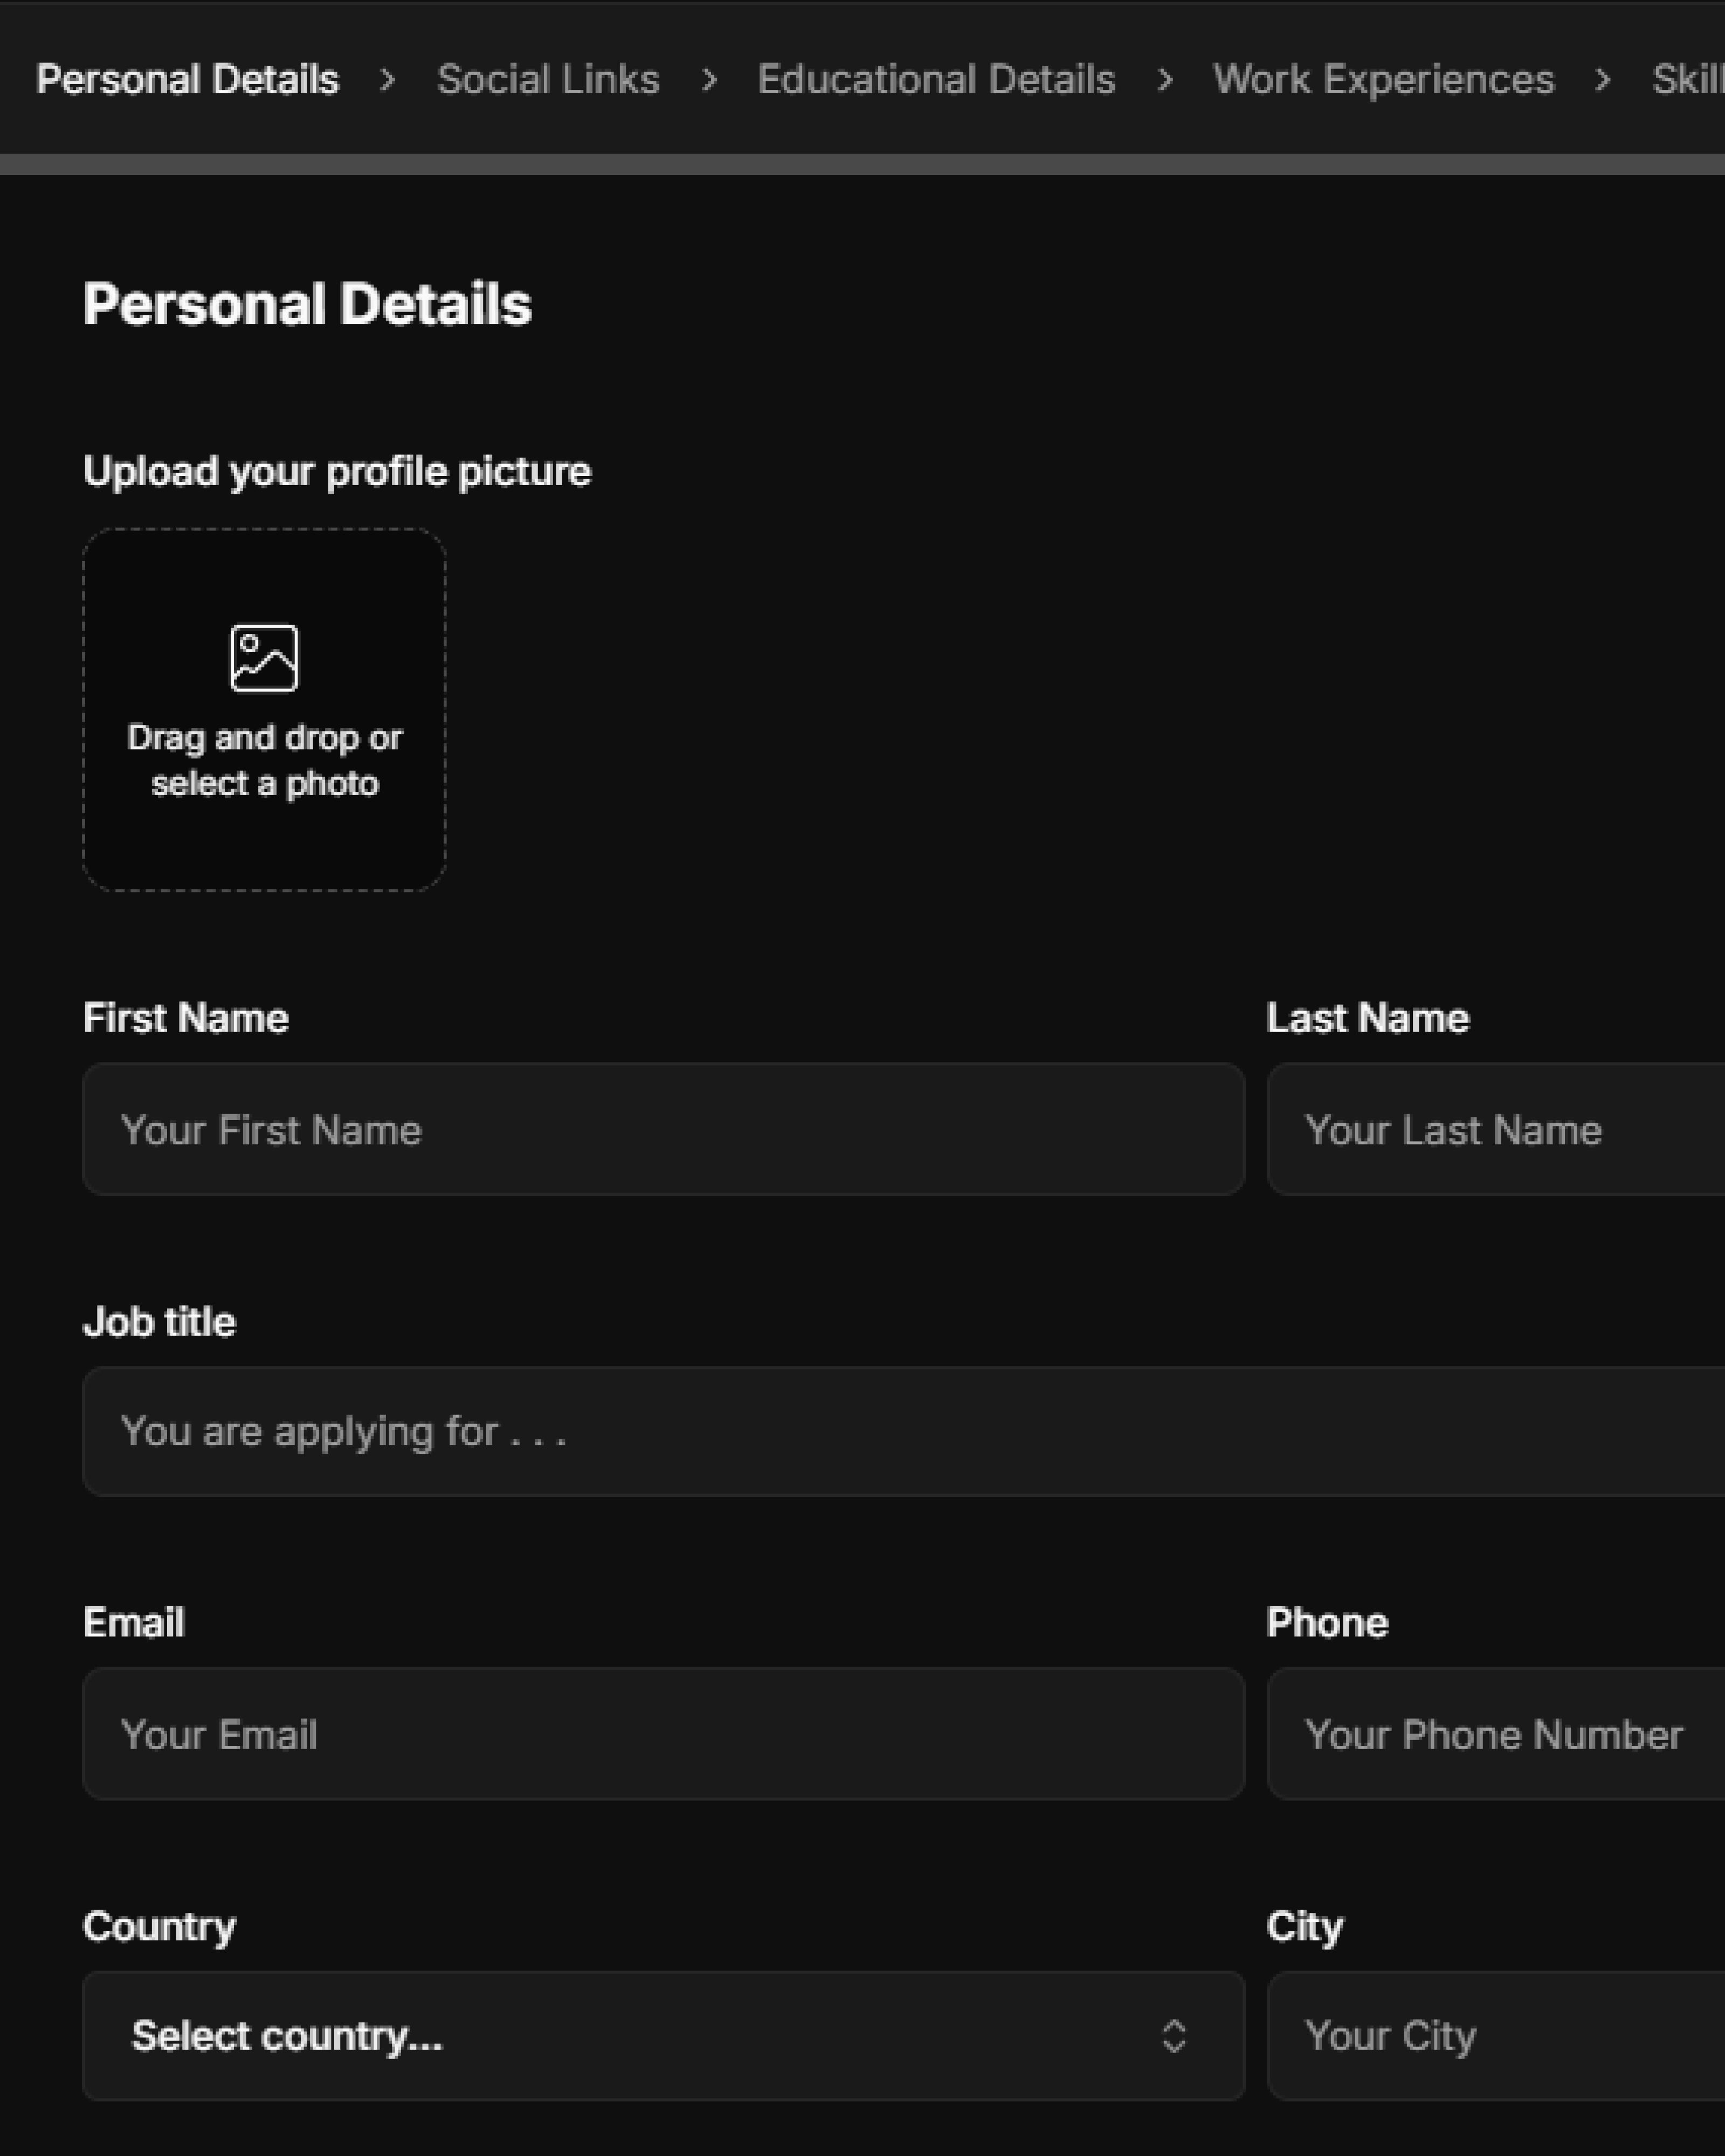 Personal Details > Social Links > Educational Details > Work Experiences >
Personal Details
Upload your profile picture
Drag and drop or
select a photo
First Name Last Name
Your First Name Your Last Name
Job title
You are applying for . . .
Email Phone
Your Email Your Phone Number
Country City
Select country... Your City